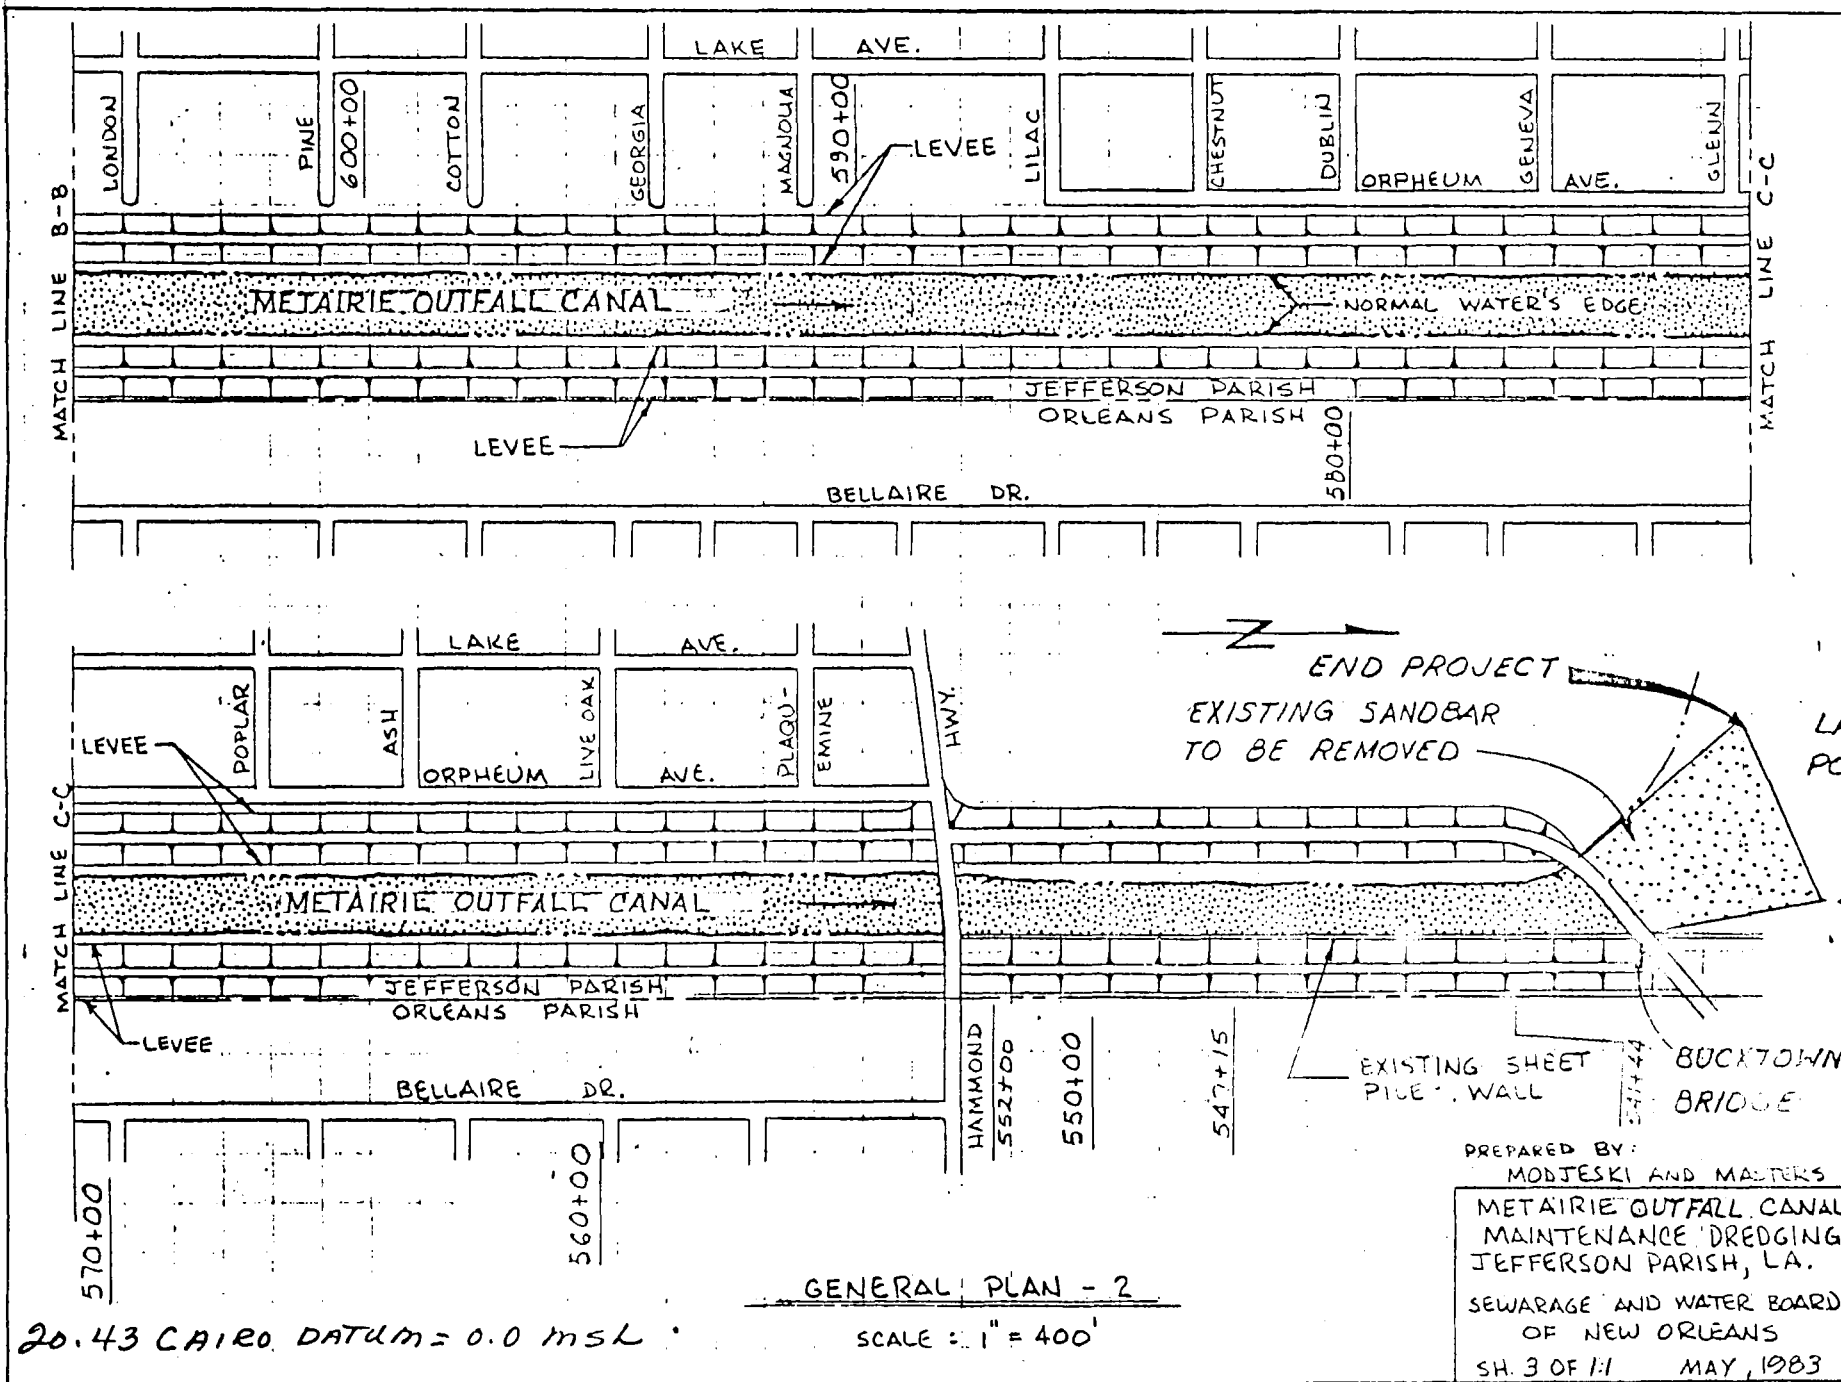 LAKE AVE.
LONDON
PINE
600+00
COTTON
GEORGIA
MAGNOLIA
590+00
LEVEE
LILAC
CHESTNUT
DUBLIN
ORPHEUM AVE.
GENEVA
GLENN
MATCH LINE B-B
MATCH LINE C-C
METAIRIE OUTFALL CANAL
NORMAL WATER'S EDGE
JEFFERSON PARISH
ORLEANS PARISH
LEVEE
580+00
BELLAIRE DR.
LAKE AVE.
Z
END PROJECT
EXISTING SANDBAR
TO BE REMOVED
LEVEE
POPLAR
ASH
ORPHEUM AVE.
LIVE OAK
PLAQU-
EMINE
HWY.
MATCH LINE C-C
METAIRIE OUTFALL CANAL
JEFFERSON PARISH
ORLEANS PARISH
LEVEE
BELLAIRE DR.
HAMMOND
552+00
550+00
547+15
EXISTING SHEET
PILE WALL
BUCKTOWN
BRIDGE
570+00
560+00
PREPARED BY:
MODJESKI AND MASTERS
METAIRIE OUTFALL CANAL
MAINTENANCE DREDGING
JEFFERSON PARISH, LA.
SEWARAGE AND WATER BOARD
OF NEW ORLEANS
SH. 3 OF 11 MAY, 1983
GENERAL PLAN - 2
SCALE : 1" = 400'
20.43 CAIRO DATUM = 0.0 MSL